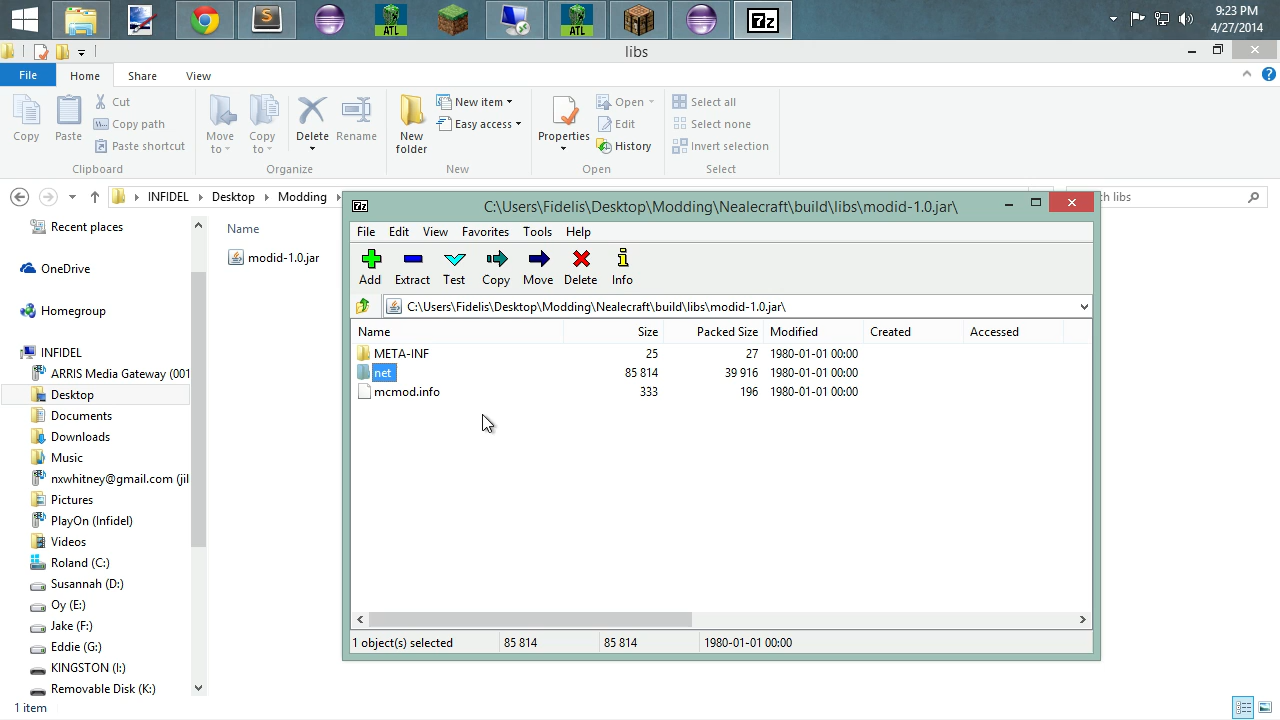 ATL
ATL
7z
9:23 PM
4/27/2014
libs
File
Home
Share
View
Copy
Paste
Cut
Copy path
Paste shortcut
Clipboard
Move to
Copy to
Delete
Rename
Organize
New folder
New item
Easy access
New
Properties
Open
Edit
History
Open
Select all
Select none
Invert selection
Select
INFIDEL
Desktop
Modding
libs
Recent places
OneDrive
Homegroup
INFIDEL
ARRIS Media Gateway (001
Desktop
Documents
Downloads
Music
nxwhitney@gmail.com (jil
Pictures
PlayOn (Infidel)
Videos
Roland (C:)
Susannah (D:)
Oy (E:)
Jake (F:)
Eddie (G:)
KINGSTON (I:)
Removable Disk (K:)
1 item
Name
modid-1.0.jar
7z
C:\Users\Fidelis\Desktop\Modding\Nealecraft\build\libs\modid-1.0.jar\
File Edit View Favorites Tools Help
Add Extract Test Copy Move Delete Info
C:\Users\Fidelis\Desktop\Modding\Nealecraft\build\libs\modid-1.0.jar\
Name Size Packed Size Modified Created Accessed
META-INF 25 27 1980-01-01 00:00
net 85 814 39 916 1980-01-01 00:00
mcmod.info 333 196 1980-01-01 00:00
1 object(s) selected 85 814 85 814 1980-01-01 00:00